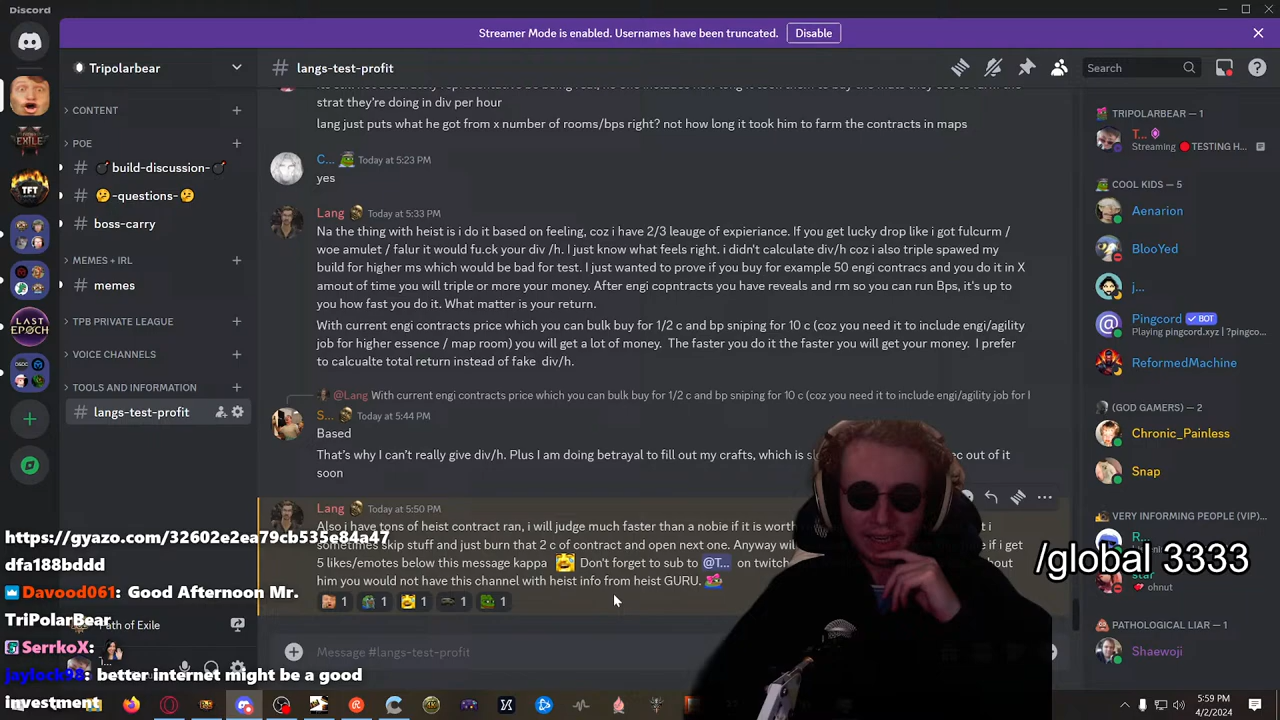 Discord
Streamer Mode is enabled. Usernames have been truncated.
Disable
Tripolarbear
langs-test-profit
Search
CONTENT
POE
build-discussion-
-questions-
boss-carry
MEMES + IRL
memes
TPB PRIVATE LEAGUE
VOICE CHANNELS
TOOLS AND INFORMATION
langs-test-profit
EXILE
TFT
LAST EPOCH
strat they're doing in div per hour
lang just puts what he got from x number of rooms/bps right? not how long it took him to farm the contracts in maps
C... Today at 5:23 PM
yes
Lang Today at 5:33 PM
Na the thing with heist is i do it based on feeling, coz i have 2/3 leauge of expieriance. If you get lucky drop like i got fulcurm /
woe amulet / falur it would fu.ck your div /h. I just know what feels right. i didn't calculate div/h coz i also triple spawed my
build for higher ms which would be bad for test. I just wanted to prove if you buy for example 50 engi contracs and you do it in X
amout of time you will triple or more your money. After engi copntracts you have reveals and rm so you can run Bps, it's up to
you how fast you do it. What matter is your return.
With current engi contracts price which you can bulk buy for 1/2 c and bp sniping for 10 c (coz you need it to include engi/agility
job for higher essence / map room) you will get a lot of money. The faster you do it the faster you will get your money. I prefer
to calcualte total return instead of fake div/h.
@Lang With current engi contracts price which you can bulk buy for 1/2 c and bp sniping for 10 c (coz you need it to include engi/agility job for l
S... Today at 5:44 PM
Based
That's why I can't really give div/h. Plus I am doing betrayal to fill out my crafts, which is ec out of it
soon
Lang Today at 5:50 PM
Also i have tons of heist contract ran, i will judge much faster than a nobie if it is worth t i
sometimes skip stuff and just burn that 2 c of contract and open next one. Anyway wil e if i get
5 likes/emotes below this message kappa Don't forget to sub to @T... on twitch out
him you would not have this channel with heist info from heist GURU.
1 1 1 1 1
Message #langs-test-profit
TRIPOLARBEAR — 1
T...
Streaming TESTING H...
COOL KIDS — 5
Aenarion
BlooYed
j...
Pingcord BOT
Playing pingcord.xyz | ?pingco...
ReformedMachine
(GOD GAMERS) — 2
Chronic_Painless
Snap
VERY INFORMING PEOPLE (VIP)...
R...
star
ohnut
PATHOLOGICAL LIAR — 1
Shaewoji
/global 3333
https://gyazo.com/32602e2ea79cb535e84a47
dfa188bddd
Davood061: Good Afternoon Mr.
TriPolarBear
Path of Exile
SerrkoX:
jaylock98: better internet might be a good
investment
5:59 PM
4/2/2024